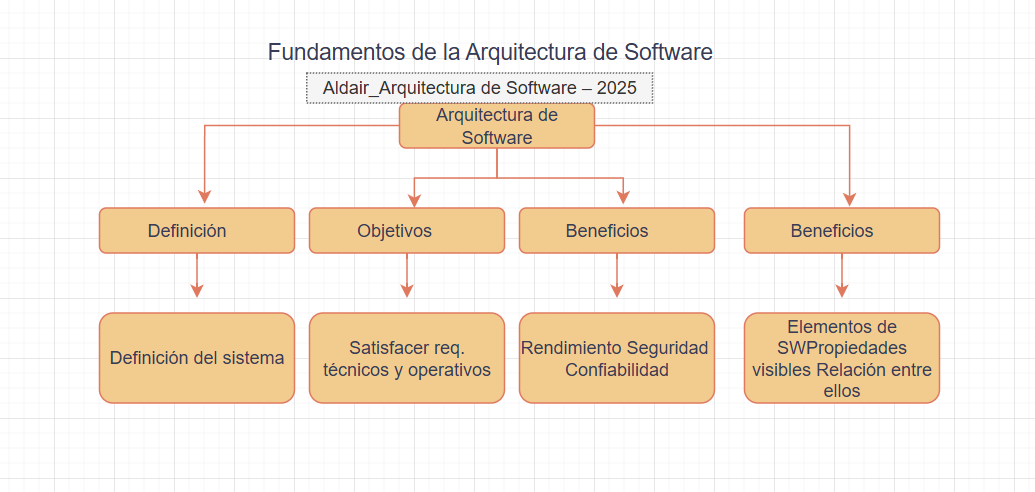 Fundamentos de la Arquitectura de Software
Aldair_Arquitectura de Software – 2025
Arquitectura de
Software
Definición
Objetivos
Beneficios
Beneficios
Definición del sistema
Satisfacer req.
técnicos y operativos
Rendimiento Seguridad
Confiabilidad
Elementos de
SWPropiedades
visibles Relación entre
ellos